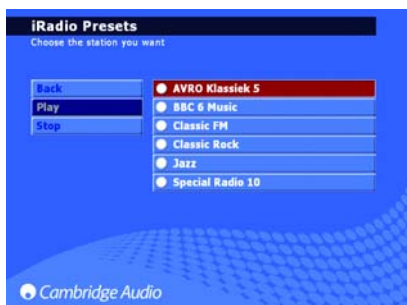 iRadio Presets
Choose the station you want
Back
Play
Stop
AVRO Klassiek 5
BBC 6 Music
Classic FM
Classic Rock
Jazz
Special Radio 10
Cambridge Audio